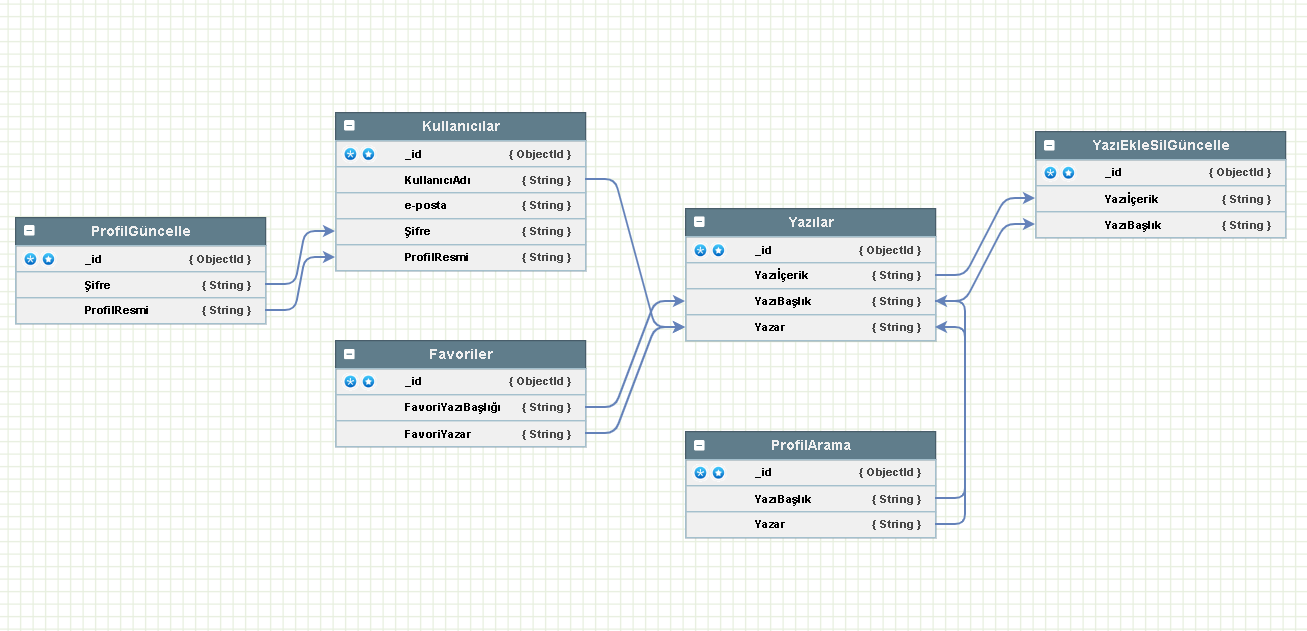 Kullanıcılar
_id { ObjectId }
KullanıcıAdı { String }
e-posta { String }
Şifre { String }
ProfilResmi { String }
ProfilGüncelle
_id { ObjectId }
Şifre { String }
ProfilResmi { String }
Favoriler
_id { ObjectId }
FavoriYazıBaşlığı { String }
FavoriYazar { String }
Yazılar
_id { ObjectId }
Yazıİçerik { String }
YazıBaşlık { String }
Yazar { String }
ProfilArama
_id { ObjectId }
YazıBaşlık { String }
Yazar { String }
YazıEkleSilGüncelle
_id { ObjectId }
Yazıİçerik { String }
YazıBaşlık { String }